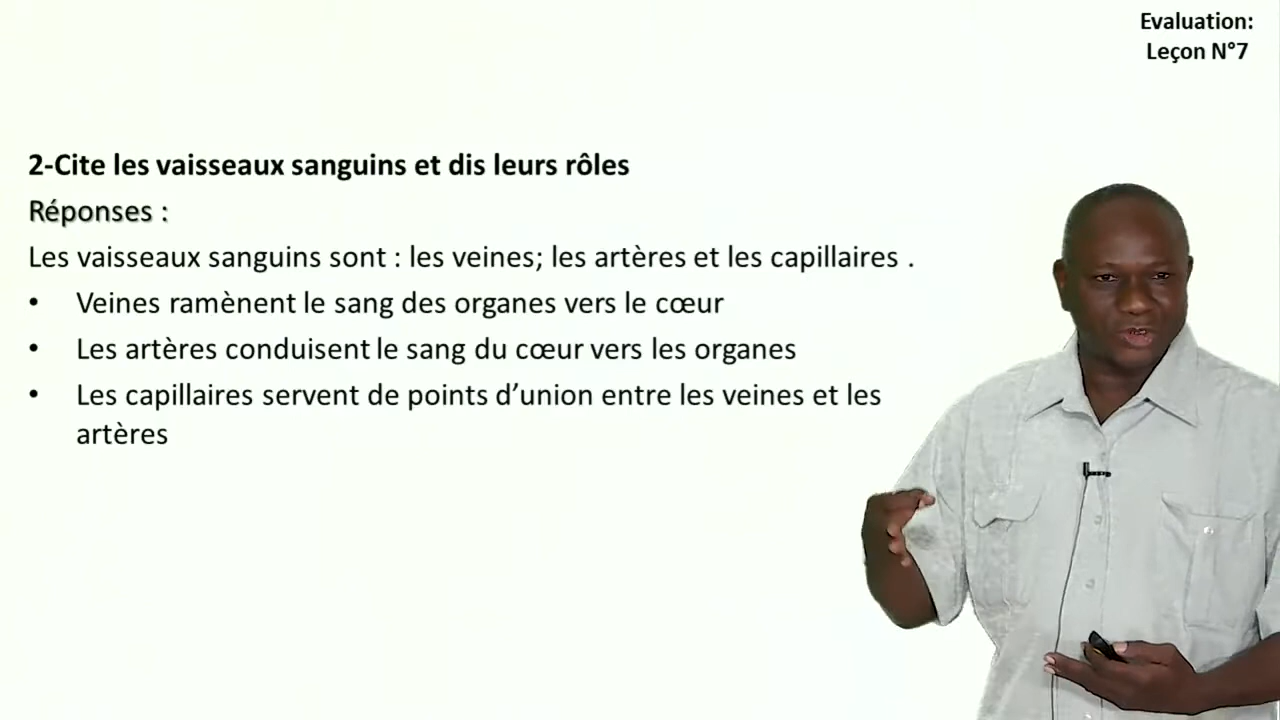 Evaluation:
Leçon N°7
2-Cite les vaisseaux sanguins et dis leurs rôles
Réponses :
Les vaisseaux sanguins sont : les veines; les artères et les capillaires .
• Veines ramènent le sang des organes vers le cœur
• Les artères conduisent le sang du cœur vers les organes
• Les capillaires servent de points d’union entre les veines et les
artères